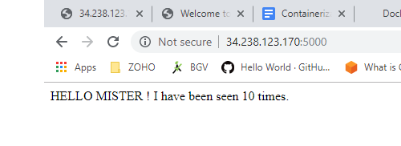 34.238.123.
Welcome to
Containeriz
Dock
Not secure | 34.238.123.170:5000
Apps ZOHO BGV Hello World · GitHu... What is C
HELLO MISTER ! I have been seen 10 times.